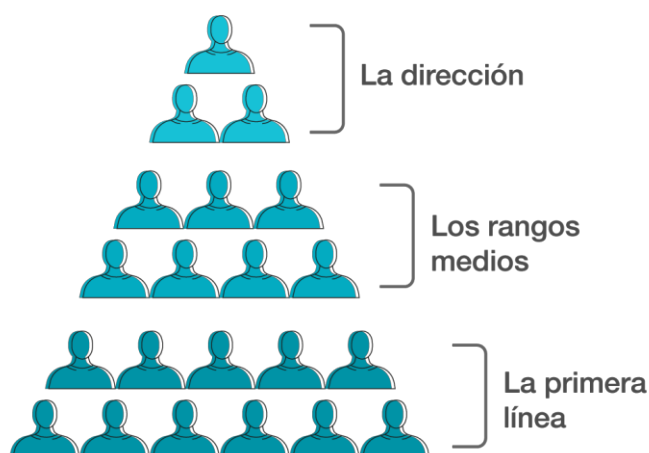 La dirección
Los rangos
medios
La primera
línea